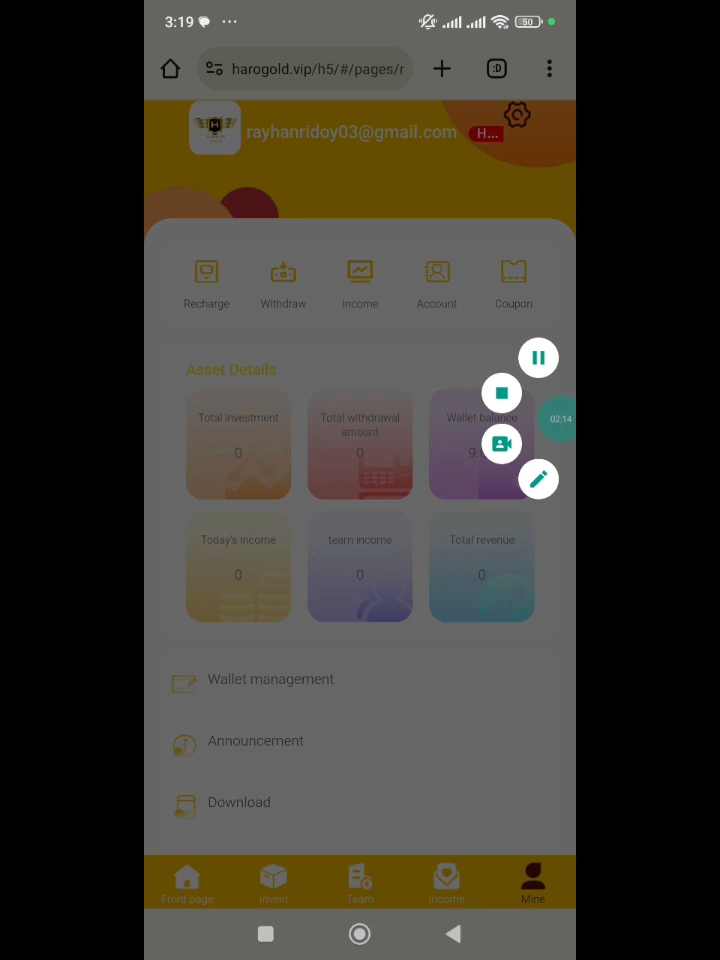 3:19
50
:D
harogold.vip/h5/#/pages/r
H
rayhanridoy03@gmail.com
H...
Recharge Withdraw Income Account Coupon
Asset Details
Total investment
0
Total withdrawal
amount
0
Wallet balance
9.
02:14
Today's income
0
team income
0
Total revenue
0
Wallet management
Announcement
Download
Front page Invest Team Income Mine